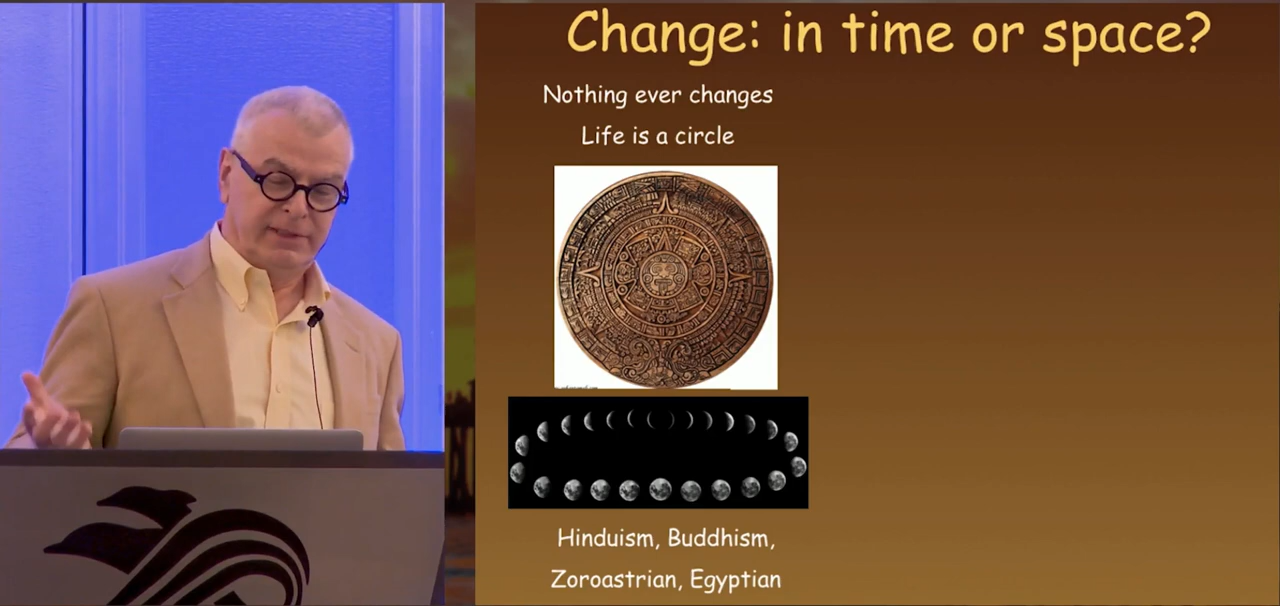 Change: in time or space?
Nothing ever changes
Life is a circle
Hinduism, Buddhism,
Zoroastrian, Egyptian